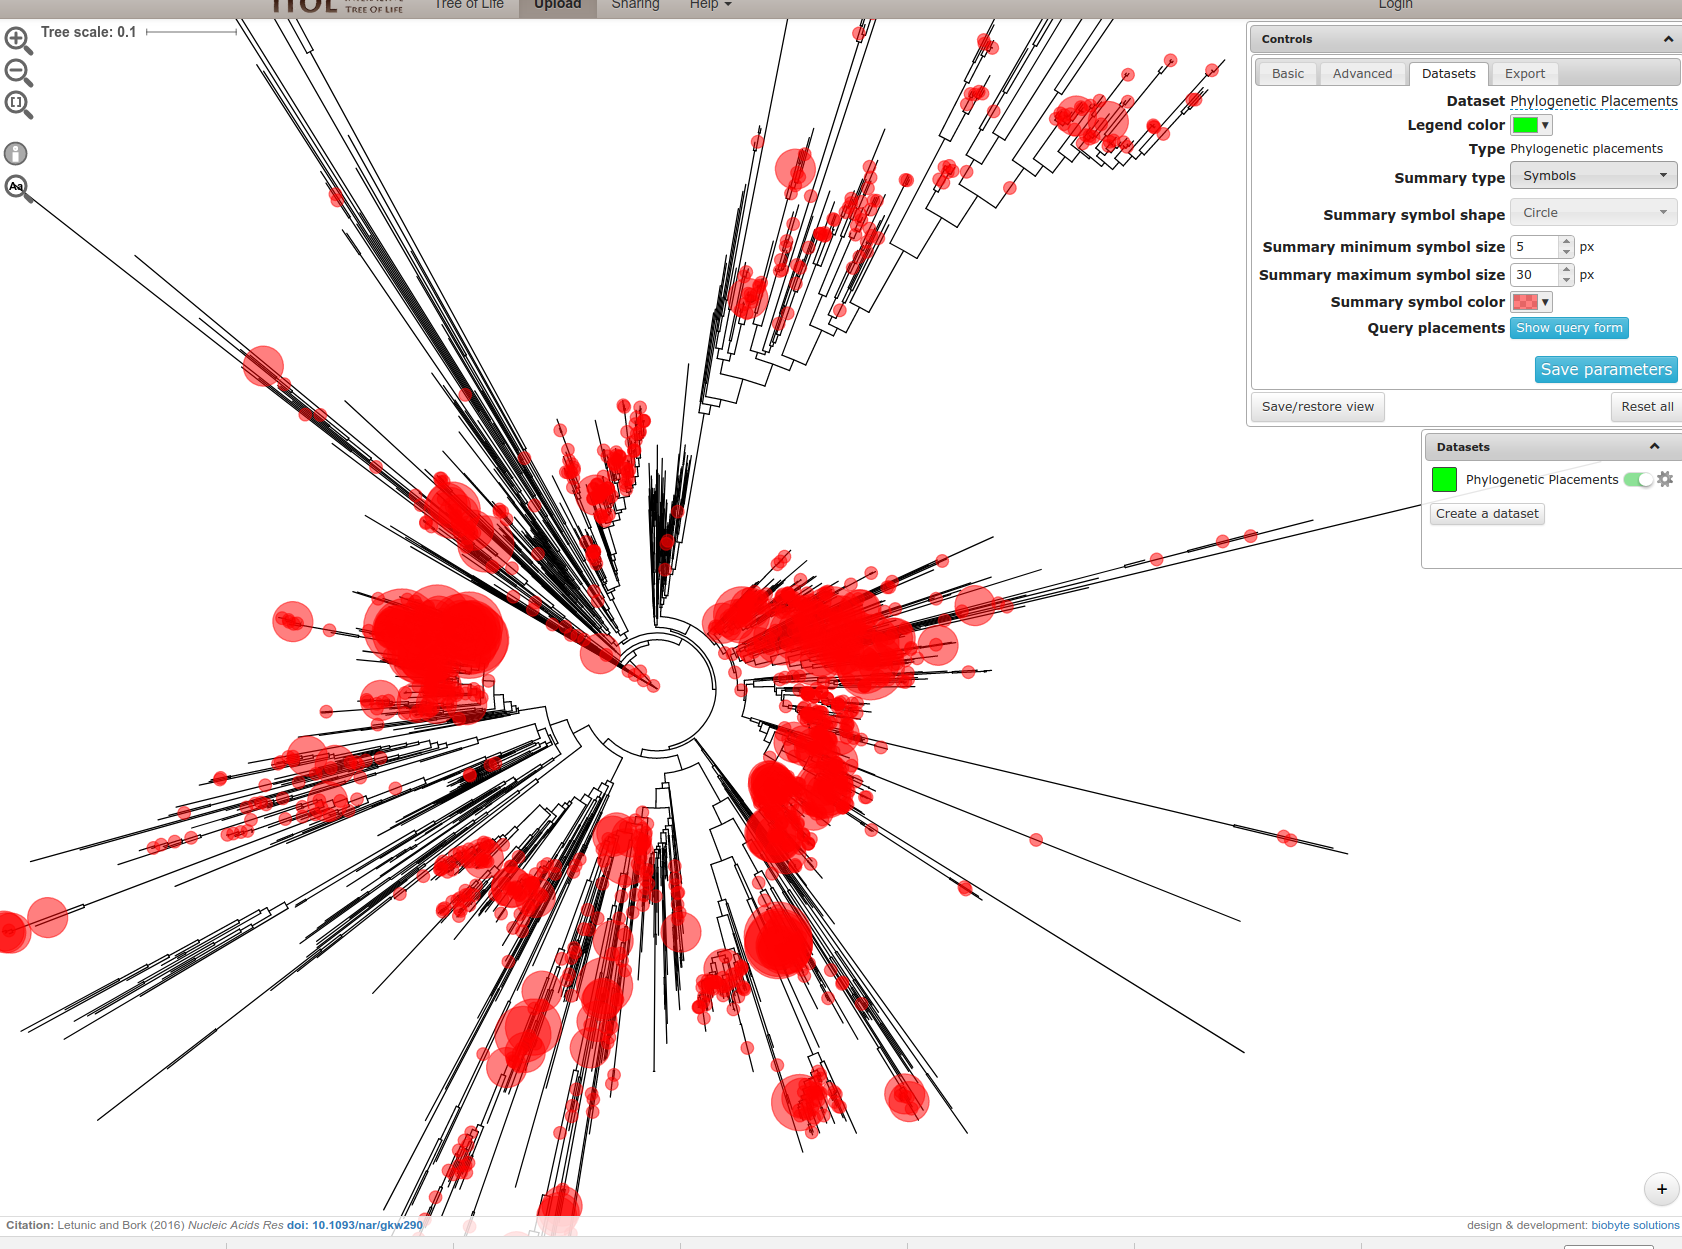 iTOL
TREE OF LIFE
Tree of Life
Upload
Sharing
Help
Login
Tree scale: 0.1
Aa
Controls
Basic
Advanced
Datasets
Export
Dataset Phylogenetic Placements
Legend color
Type Phylogenetic placements
Summary type Symbols
Summary symbol shape Circle
Summary minimum symbol size 5 px
Summary maximum symbol size 30 px
Summary symbol color
Query placements Show query form
Save parameters
Save/restore view
Reset all
Datasets
Phylogenetic Placements
Create a dataset
+
Citation: Letunic and Bork (2016) Nucleic Acids Res doi: 10.1093/nar/gkw290
design & development: biobyte solutions